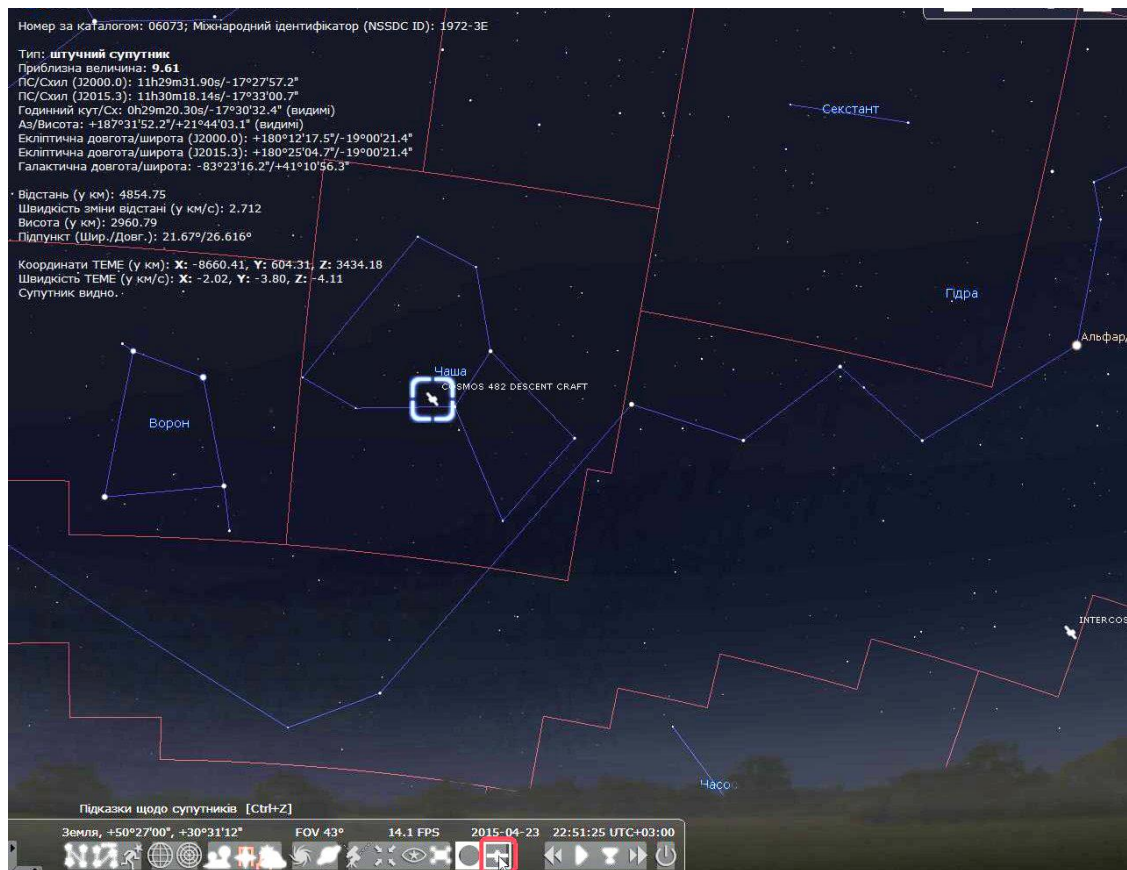 Номер за каталогом: 06073; Міжнародний ідентифікатор (NSSDC ID): 1972-3E
Тип: штучний супутник
Приблизна величина: 9.61
ПС/Схил (J2000.0): 11h29m31.90s/-17°27'57.2"
ПС/Схил (J2015.3): 11h30m18.14s/-17°33'00.7"
Годинний кут/Сх: 0h29m20.30s/-17°30'32.4" (видимі)
Аз/Висота: +187°31'52.2"/+21°44'03.1" (видимі)
Екліптична довгота/широта (J2000.0): +180°12'17.5"/-19°00'21.4"
Екліптична довгота/широта (J2015.3): +180°25'04.7"/-19°00'21.4"
Галактична довгота/широта: -83°23'16.2"/+41°10'56.3"
Відстань (у км): 4854.75
Швидкість зміни відстані (у км/с): 2.712
Висота (у км): 2960.79
Підпункт (Шир./Довг.): 21.67°/26.616°
Координати TEME (у км): X: -8660.41, Y: 604.31, Z: 3434.18
Швидкість TEME (у км/с): X: -2.02, Y: -3.80, Z: -4.11
Супутник видно.
Секстант
Гідра
Альфард
Чаша
COSMOS 482 DESCENT CRAFT
Ворон
INTERCOS
Часос
Підказки щодо супутників [Ctrl+Z]
Земля, +50°27'00", +30°31'12" FOV 43° 14.1 FPS 2015-04-23 22:51:25 UTC+03:00